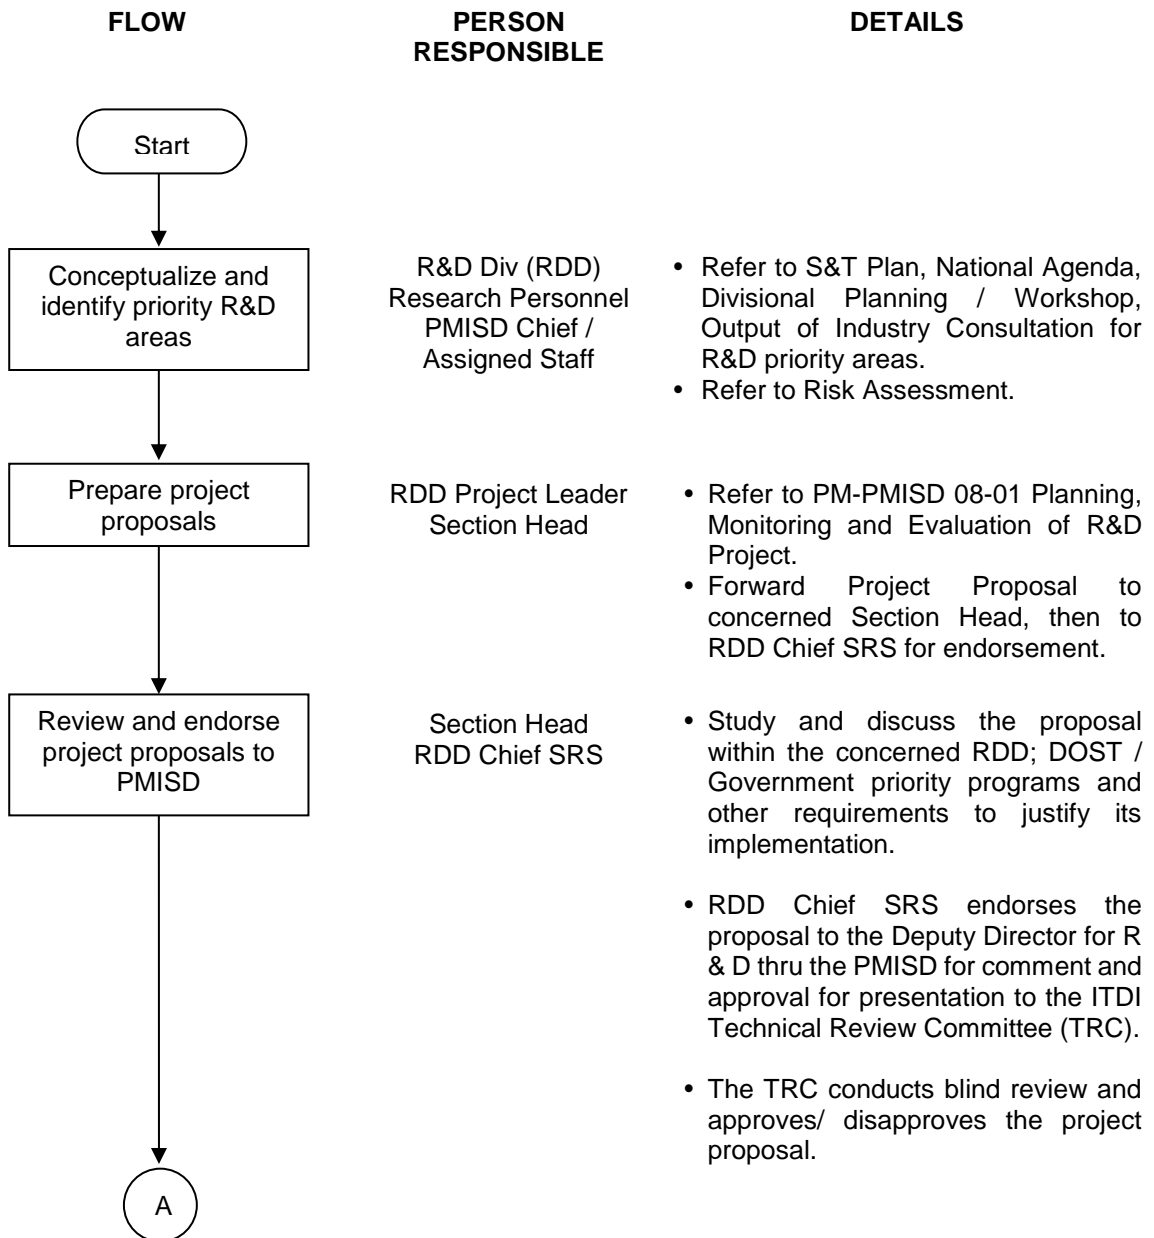 FLOW
PERSON
RESPONSIBLE
DETAILS
Start
Conceptualize and
identify priority R&D
areas
R&D Div (RDD)
Research Personnel
PMISD Chief /
Assigned Staff
• Refer to S&T Plan, National Agenda,
Divisional Planning / Workshop,
Output of Industry Consultation for
R&D priority areas.
• Refer to Risk Assessment.
Prepare project
proposals
RDD Project Leader
Section Head
• Refer to PM-PMISD 08-01 Planning,
Monitoring and Evaluation of R&D
Project.
• Forward Project Proposal to
concerned Section Head, then to
RDD Chief SRS for endorsement.
Review and endorse
project proposals to
PMISD
Section Head
RDD Chief SRS
• Study and discuss the proposal
within the concerned RDD; DOST /
Government priority programs and
other requirements to justify its
implementation.
• RDD Chief SRS endorses the
proposal to the Deputy Director for R
& D thru the PMISD for comment and
approval for presentation to the ITDI
Technical Review Committee (TRC).
• The TRC conducts blind review and
approves/ disapproves the project
proposal.
A